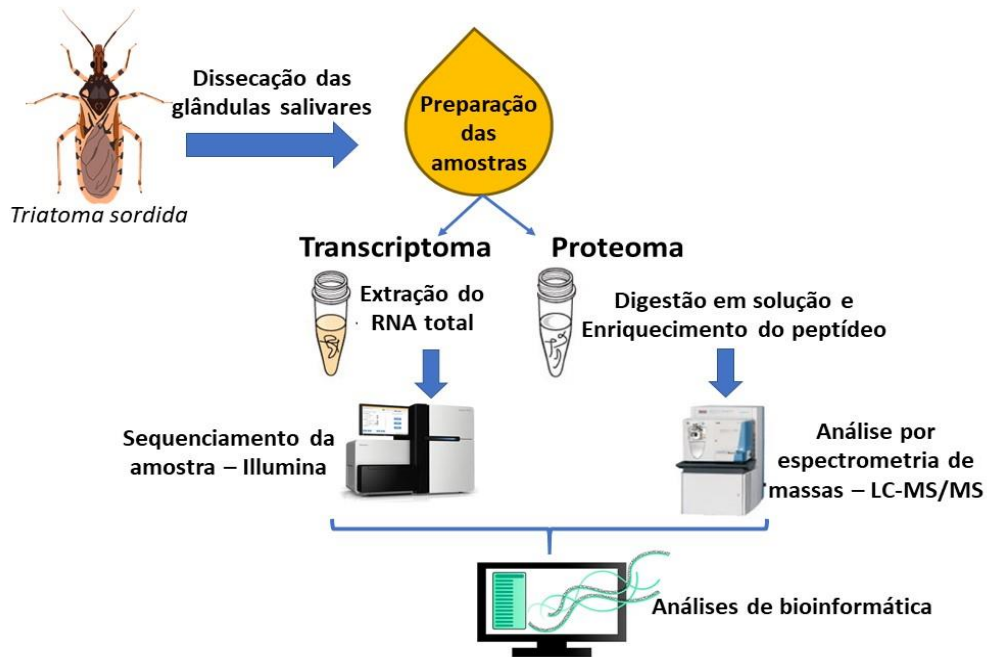 Dissecação das
glândulas salivares
Preparação
das
amostras
Triatoma sordida
Transcriptoma
Proteoma
Extração do
RNA total
Digestão em solução e
Enriquecimento do peptídeo
Sequenciamento da
amostra – Illumina
Análise por
espectrometria de
massas – LC-MS/MS
Análises de bioinformática